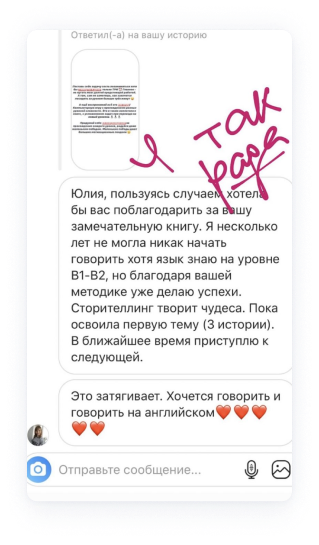 Ответил(-а) на вашу историю
Я так
рада
Юлия, пользуясь случаем хотела
бы вас поблагодарить за вашу
замечательную книгу. Я несколько
лет не могла никак начать
говорить хотя язык знаю на уровне
В1-В2, но благодаря вашей
методике уже делаю успехи.
Сторителлинг творит чудеса. Пока
освоила первую тему (3 истории).
В ближайшее время приступлю к
следующей.
Это затягивает. Хочется говорить и
говорить на английском❤️❤️❤️
❤️❤️
Отправьте сообщение...